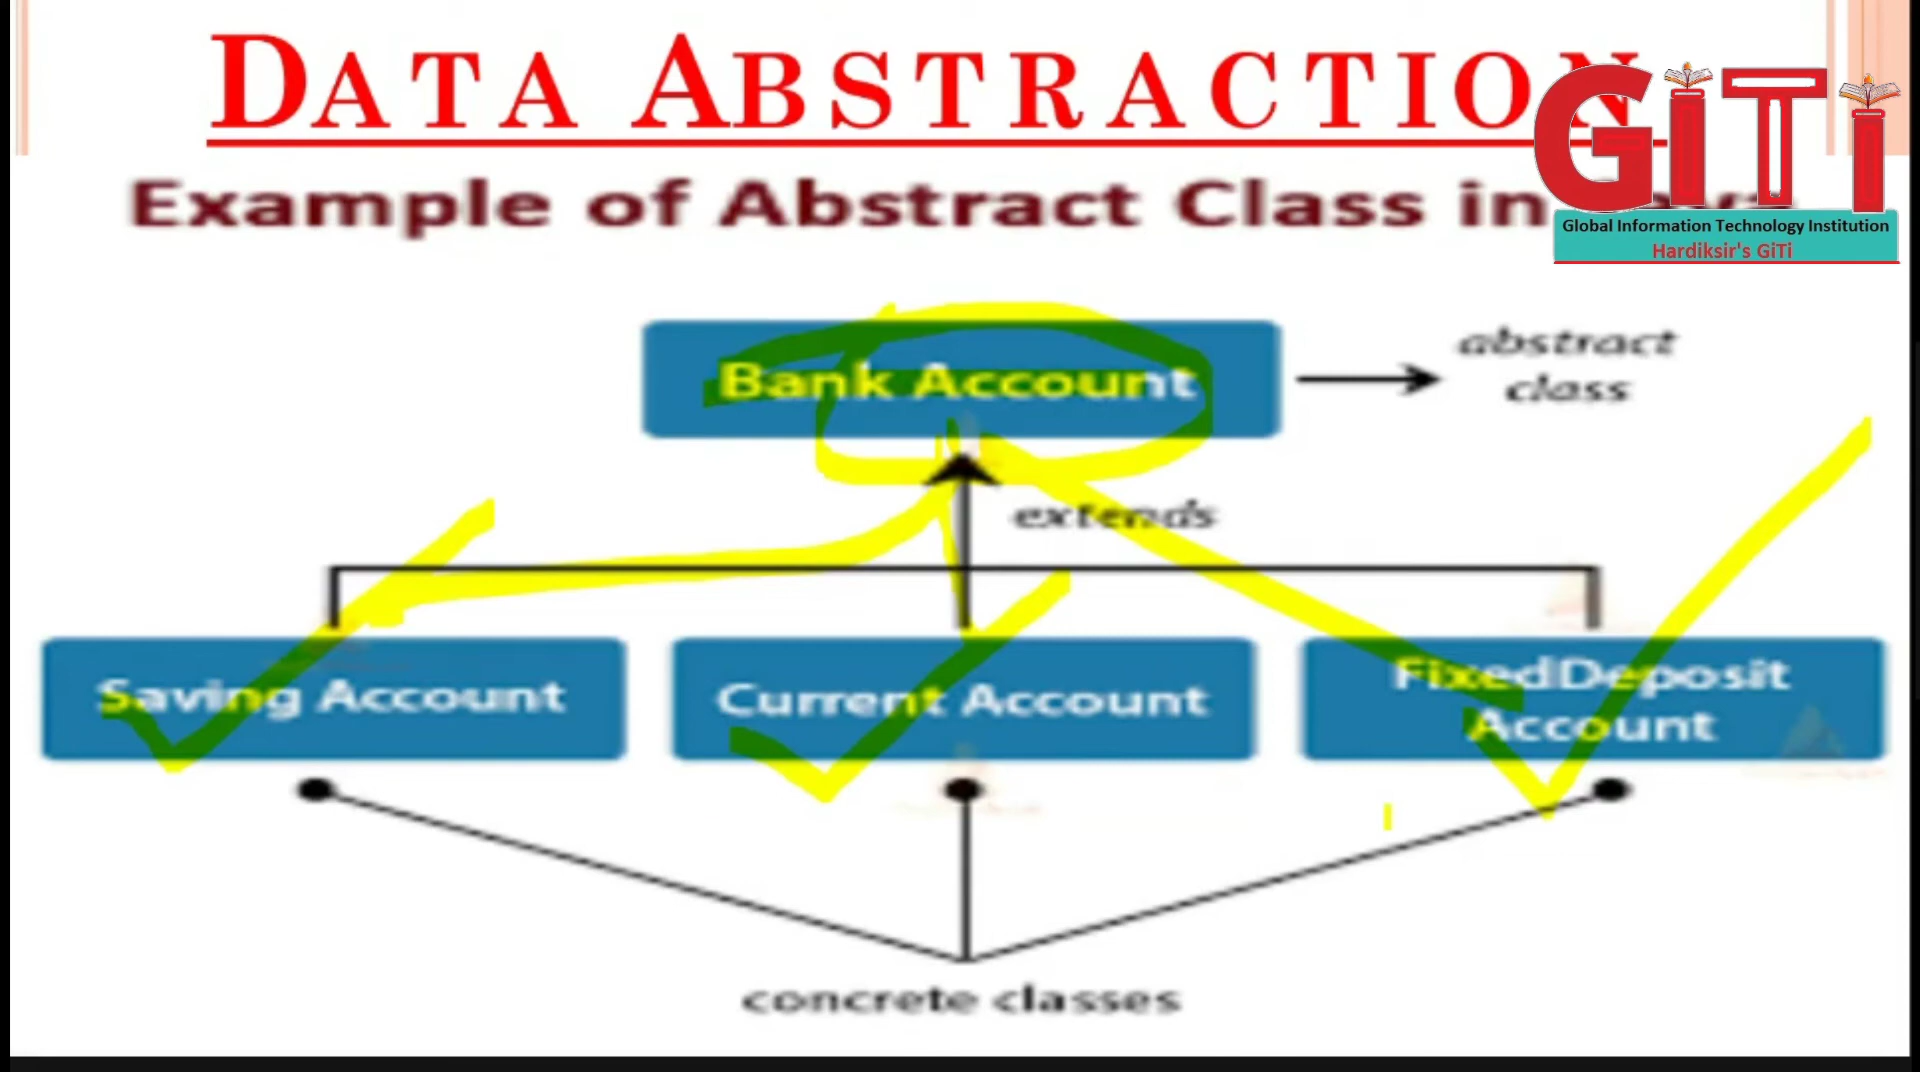 DATA ABSTRACTION
GiTi
Example of Abstract Class in
Global Information Technology Institution
Hardiksir's GiTi
Bank Account
abstract
class
extends
Saving Account
Current Account
FixedDeposit
Account
concrete classes